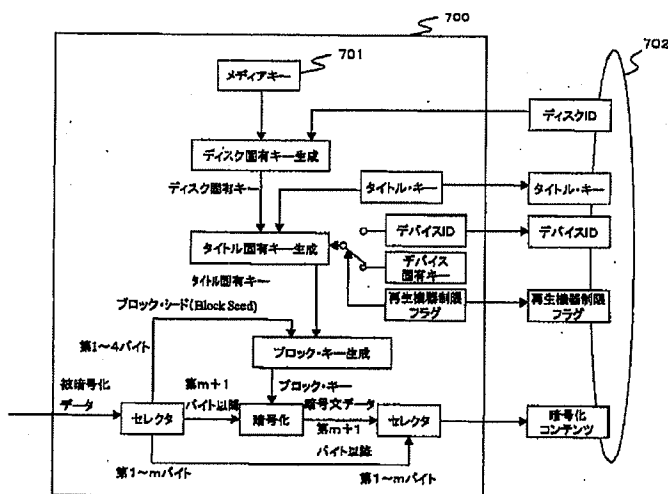 700
701
702
メディアキー
ディスクID
ディスク固有キー生成
ディスク固有キー
タイトル・キー
タイトル・キー
デバイスID
デバイスID
タイトル固有キー生成
デバイス
固有キー
タイトル固有キー
再生機器制限
フラグ
再生機器制限
フラグ
ブロック・シード(Block Seed)
ブロック・キー生成
第1～4バイト
ブロック・キー
被暗号化
データ
セレクタ
第m+1
バイト以降
暗号化
暗号文データ
第m+1
バイト以降
セレクタ
暗号化
コンテンツ
第1～mバイト
第1～mバイト